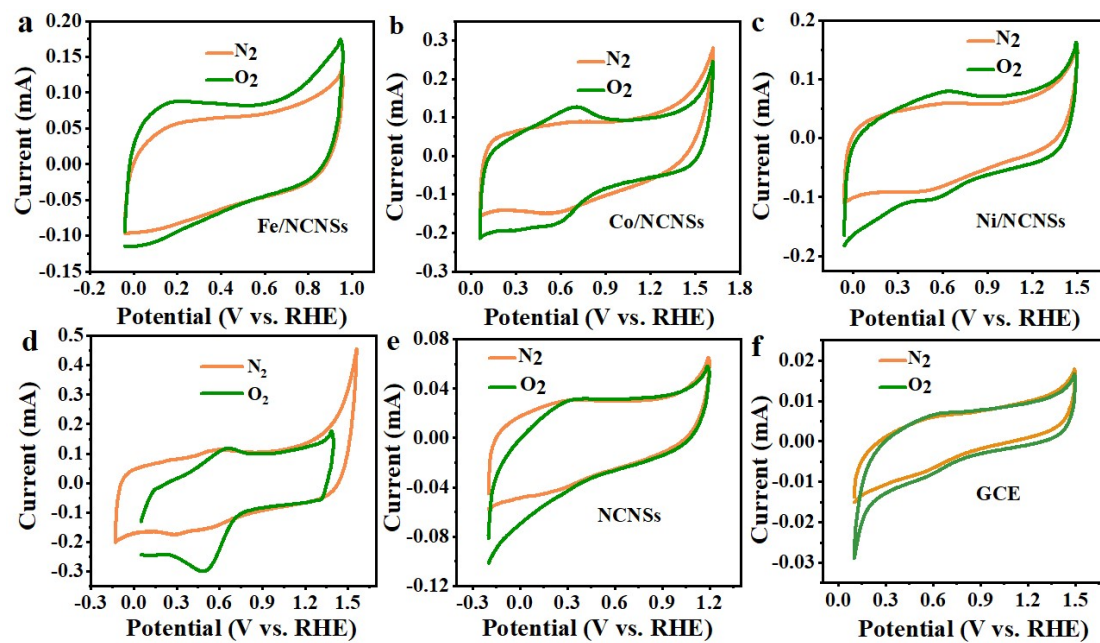 a
0.20
0.15
0.10
0.05
0.00
-0.05
-0.10
-0.15
Current (mA)
N2
O2
Fe/NCNSs
-0.2 0.0 0.2 0.4 0.6 0.8 1.0
Potential (V vs. RHE)
b
0.3
0.2
0.1
0.0
-0.1
-0.2
-0.3
Current (mA)
N2
O2
Co/NCNSs
-0.3 0.0 0.3 0.6 0.9 1.2 1.5 1.8
Potential (V vs. RHE)
c
0.2
0.1
0.0
-0.1
-0.2
Current (mA)
N2
O2
Ni/NCNSs
0.0 0.3 0.6 0.9 1.2 1.5
Potential (V vs. RHE)
d
0.5
0.4
0.3
0.2
0.1
0.0
-0.1
-0.2
-0.3
Current (mA)
N₂
O₂
-0.3 0.0 0.3 0.6 0.9 1.2 1.5
Potential (V vs. RHE)
e
0.08
0.04
0.00
-0.04
-0.08
-0.12
Current (mA)
N2
O2
NCNSs
-0.3 0.0 0.3 0.6 0.9 1.2
Potential (V vs. RHE)
f
0.02
0.01
0.00
-0.01
-0.02
-0.03
Current (mA)
N2
O2
GCE
0.0 0.3 0.6 0.9 1.2 1.5
Potential (V vs. RHE)